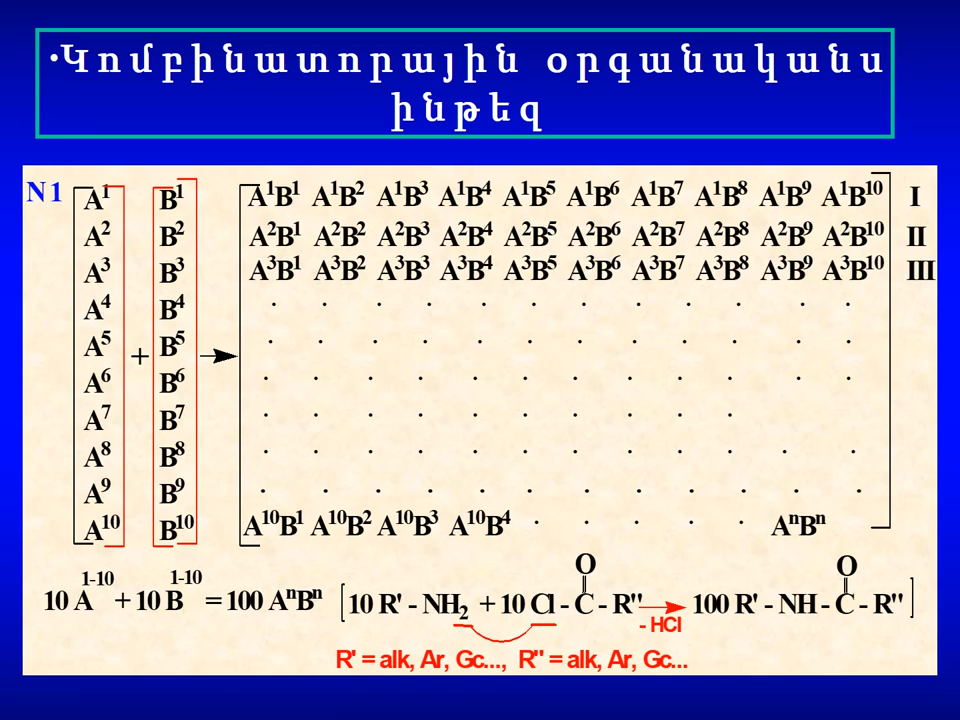 •Կոմբինատորային օրգանականս
ինթեզ
N1
A¹ B¹ A¹B¹ A¹B² A¹B³ A¹B⁴ A¹B⁵ A¹B⁶ A¹B⁷ A¹B⁸ A¹B⁹ A¹B¹⁰ I
A² B² A²B¹ A²B² A²B³ A²B⁴ A²B⁵ A²B⁶ A²B⁷ A²B⁸ A²B⁹ A²B¹⁰ II
A³ B³ A³B¹ A³B² A³B³ A³B⁴ A³B⁵ A³B⁶ A³B⁷ A³B⁸ A³B⁹ A³B¹⁰ III
A⁴ B⁴ . . . . . . . . . . .
A⁵ + B⁵ → . . . . . . . . . . .
A⁶ B⁶ . . . . . . . . . . .
A⁷ B⁷ . . . . . . . . .
A⁸ B⁸ . . . . . . . . . . .
A⁹ B⁹ . . . . . . . . . . .
A¹⁰ B¹⁰ A¹⁰B¹ A¹⁰B² A¹⁰B³ A¹⁰B⁴ . . . . . AⁿBⁿ
10 A¹⁻¹⁰ + 10 B¹⁻¹⁰ = 100 AⁿBⁿ [10 R' - NH₂ + 10 Cl - C(=O) - R'' → 100 R' - NH - C(=O) - R'']
- HCl
R' = alk, Ar, Gc..., R'' = alk, Ar, Gc...